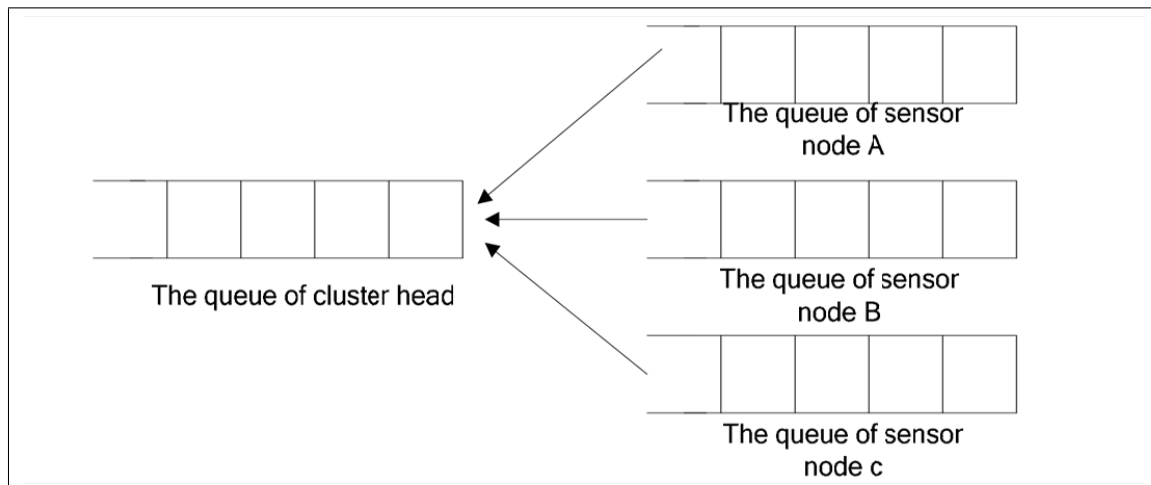 The queue of sensor
node A
The queue of cluster head
The queue of sensor
node B
The queue of sensor
node c